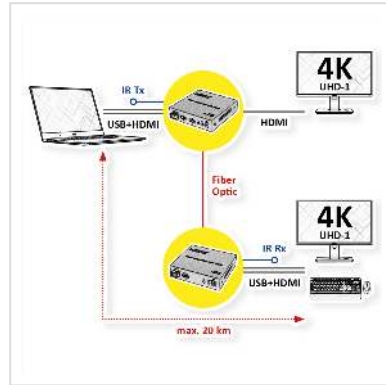 IR Tx
4K
UHD-1
USB+HDMI
HDMI
Fiber
Optic
4K
UHD-1
IR Rx
USB+HDMI
max. 20 km